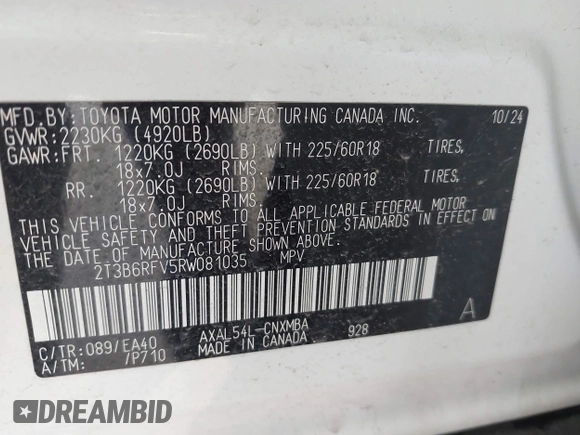 MFD.BY:TOYOTA MOTOR MANUFACTURING CANADA INC. 10/24
GVWR:2230KG (4920LB)
GAWR:FRT. 1220KG (2690LB) WITH 225/60R18 TIRES,
18x7.0J RIMS.
RR. 1220KG (2690LB) WITH 225/60R18 TIRES,
18x7.0J RIMS.
THIS VEHICLE CONFORMS TO ALL APPLICABLE FEDERAL MOTOR
VEHICLE SAFETY AND THEFT PREVENTION STANDARDS IN EFFECT ON
THE DATE OF MANUFACTURE SHOWN ABOVE.
2T3B6RFV5RW081035 MPV
A
C/TR:089/EA40 AXAL54L-CNXMBA 928
A/TM: /P710 MADE IN CANADA
DREAMBID